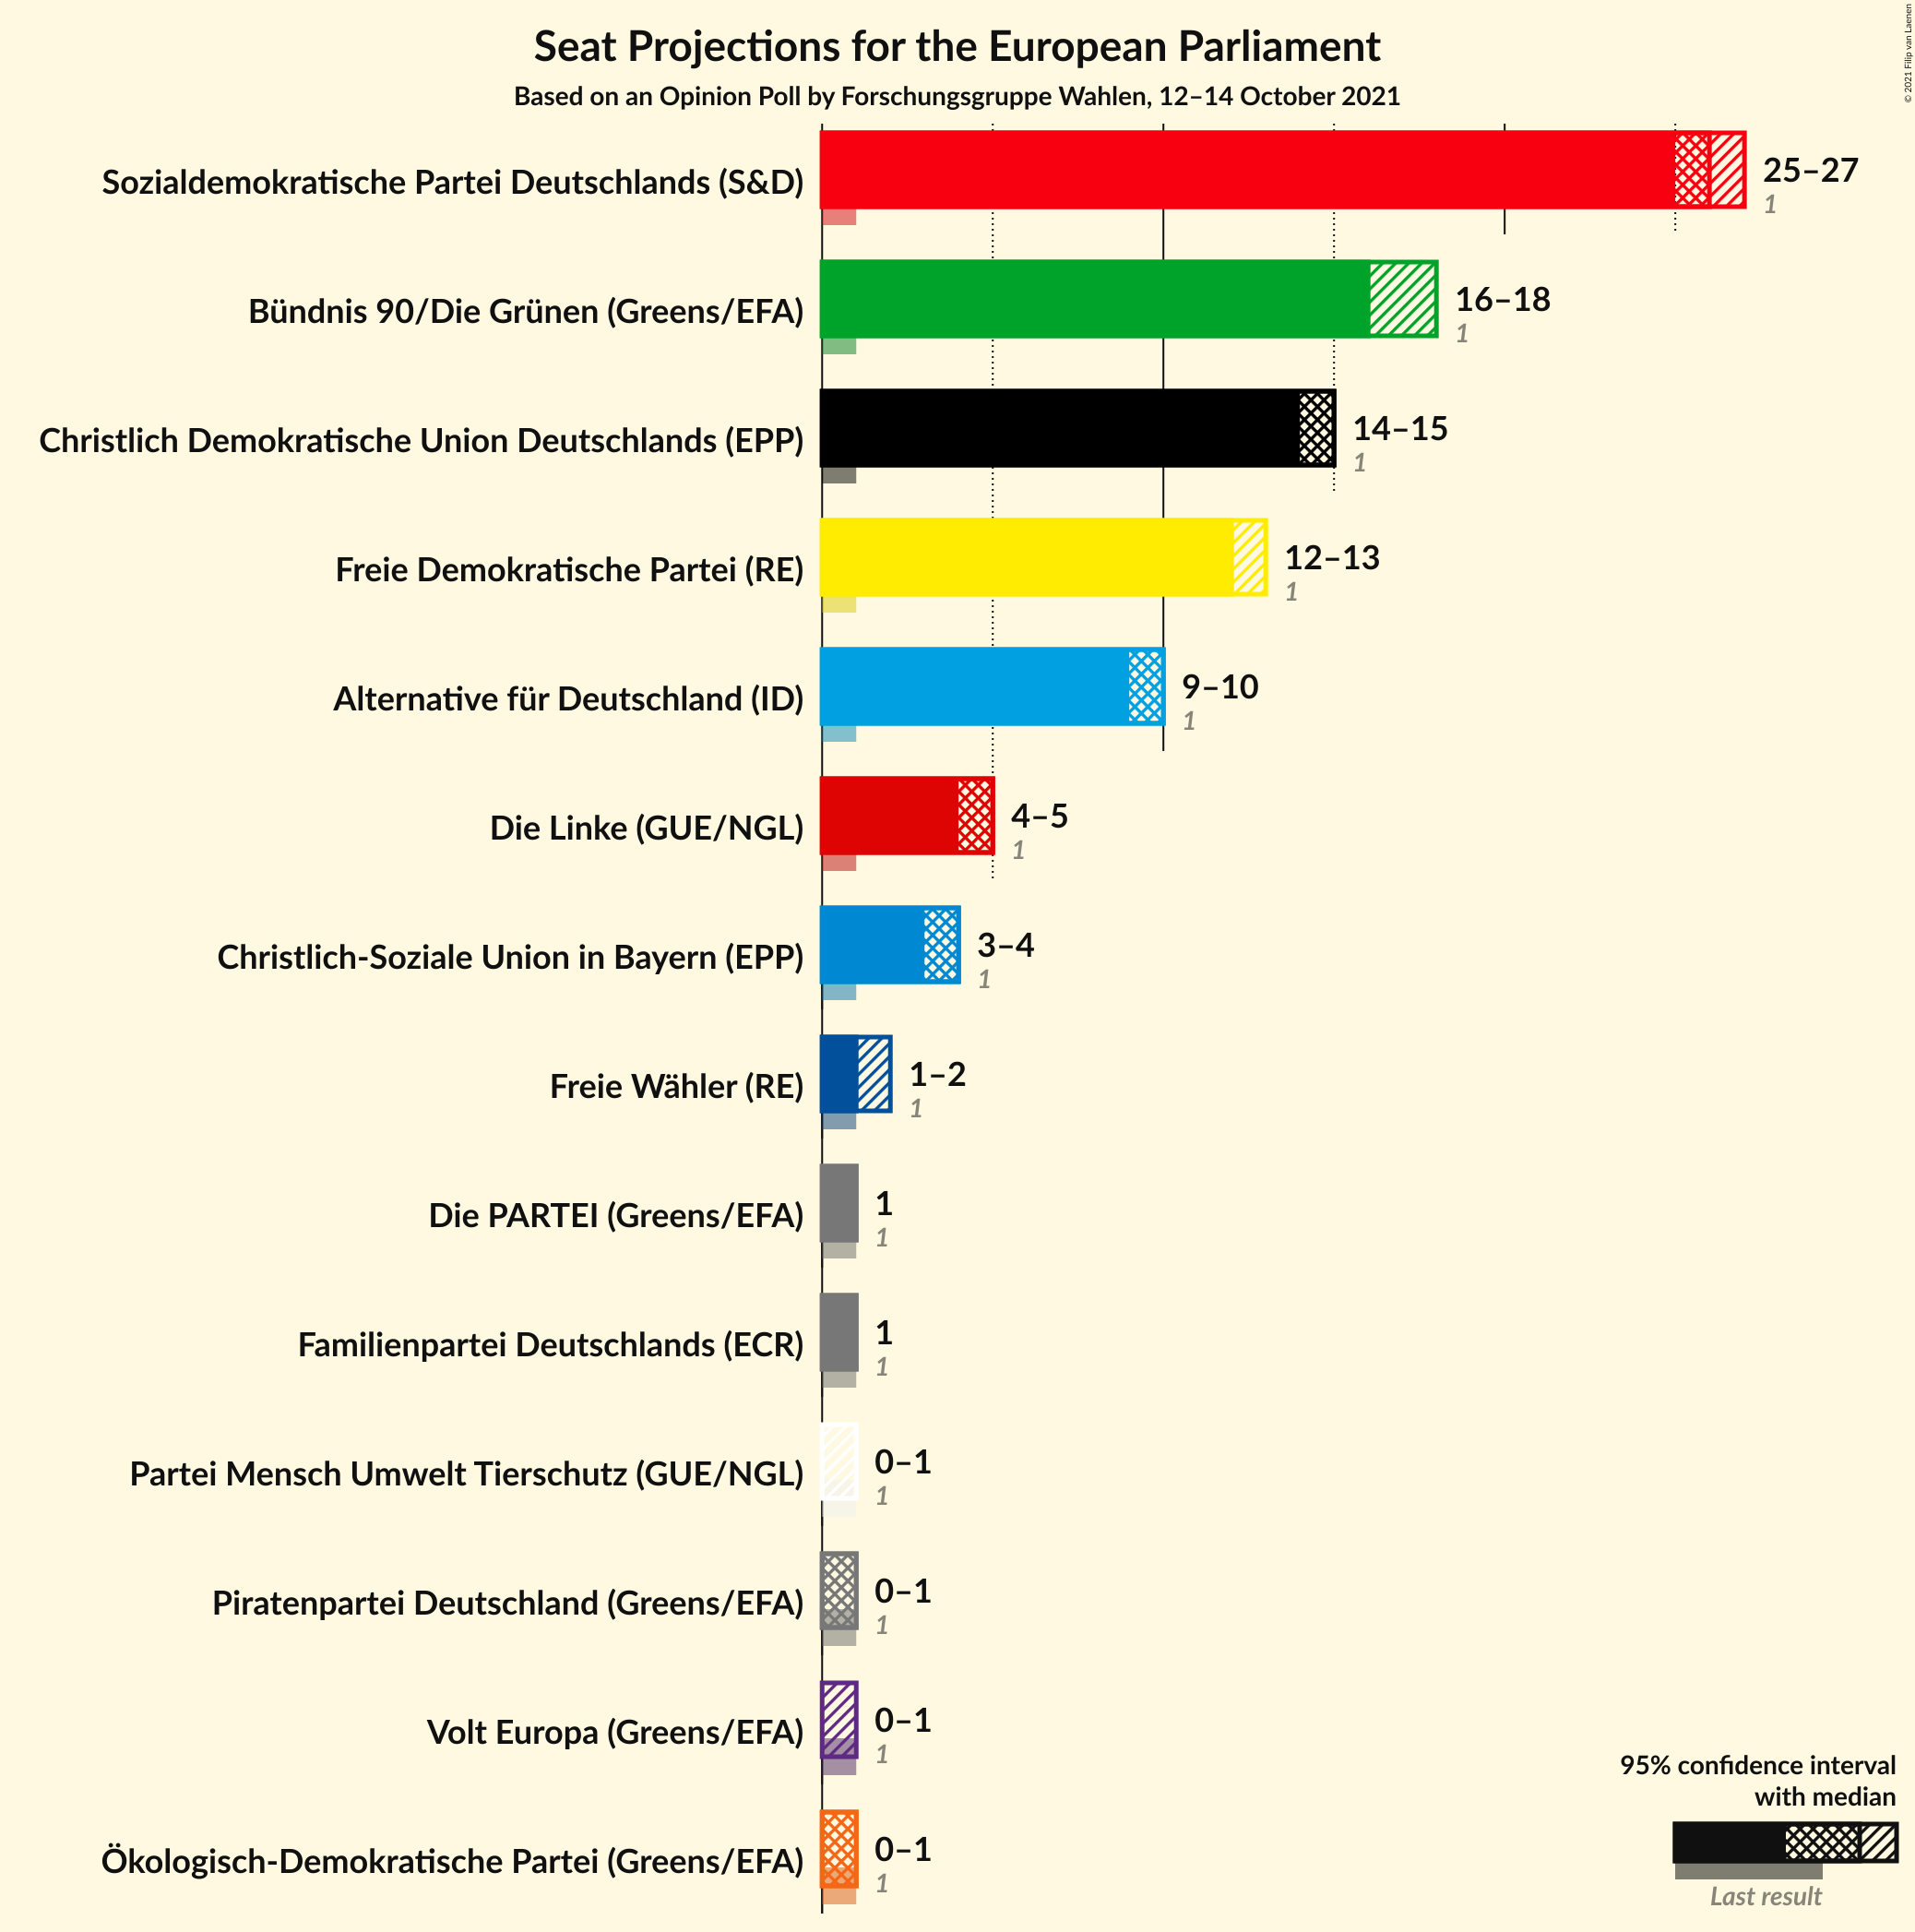 Seat Projections for the European Parliament
Based on an Opinion Poll by Forschungsgruppe Wahlen, 12–14 October 2021
© 2021 Filip van Laenen
Sozialdemokratische Partei Deutschlands (S&D)
25–27
1
Bündnis 90/Die Grünen (Greens/EFA)
16–18
1
Christlich Demokratische Union Deutschlands (EPP)
14–15
1
Freie Demokratische Partei (RE)
12–13
1
Alternative für Deutschland (ID)
9–10
1
Die Linke (GUE/NGL)
4–5
1
Christlich-Soziale Union in Bayern (EPP)
3–4
1
Freie Wähler (RE)
1–2
1
Die PARTEI (Greens/EFA)
1
1
Familienpartei Deutschlands (ECR)
1
1
Partei Mensch Umwelt Tierschutz (GUE/NGL)
0–1
1
Piratenpartei Deutschland (Greens/EFA)
0–1
1
Volt Europa (Greens/EFA)
0–1
1
Ökologisch-Demokratische Partei (Greens/EFA)
0–1
1
95% confidence interval
with median
Last result